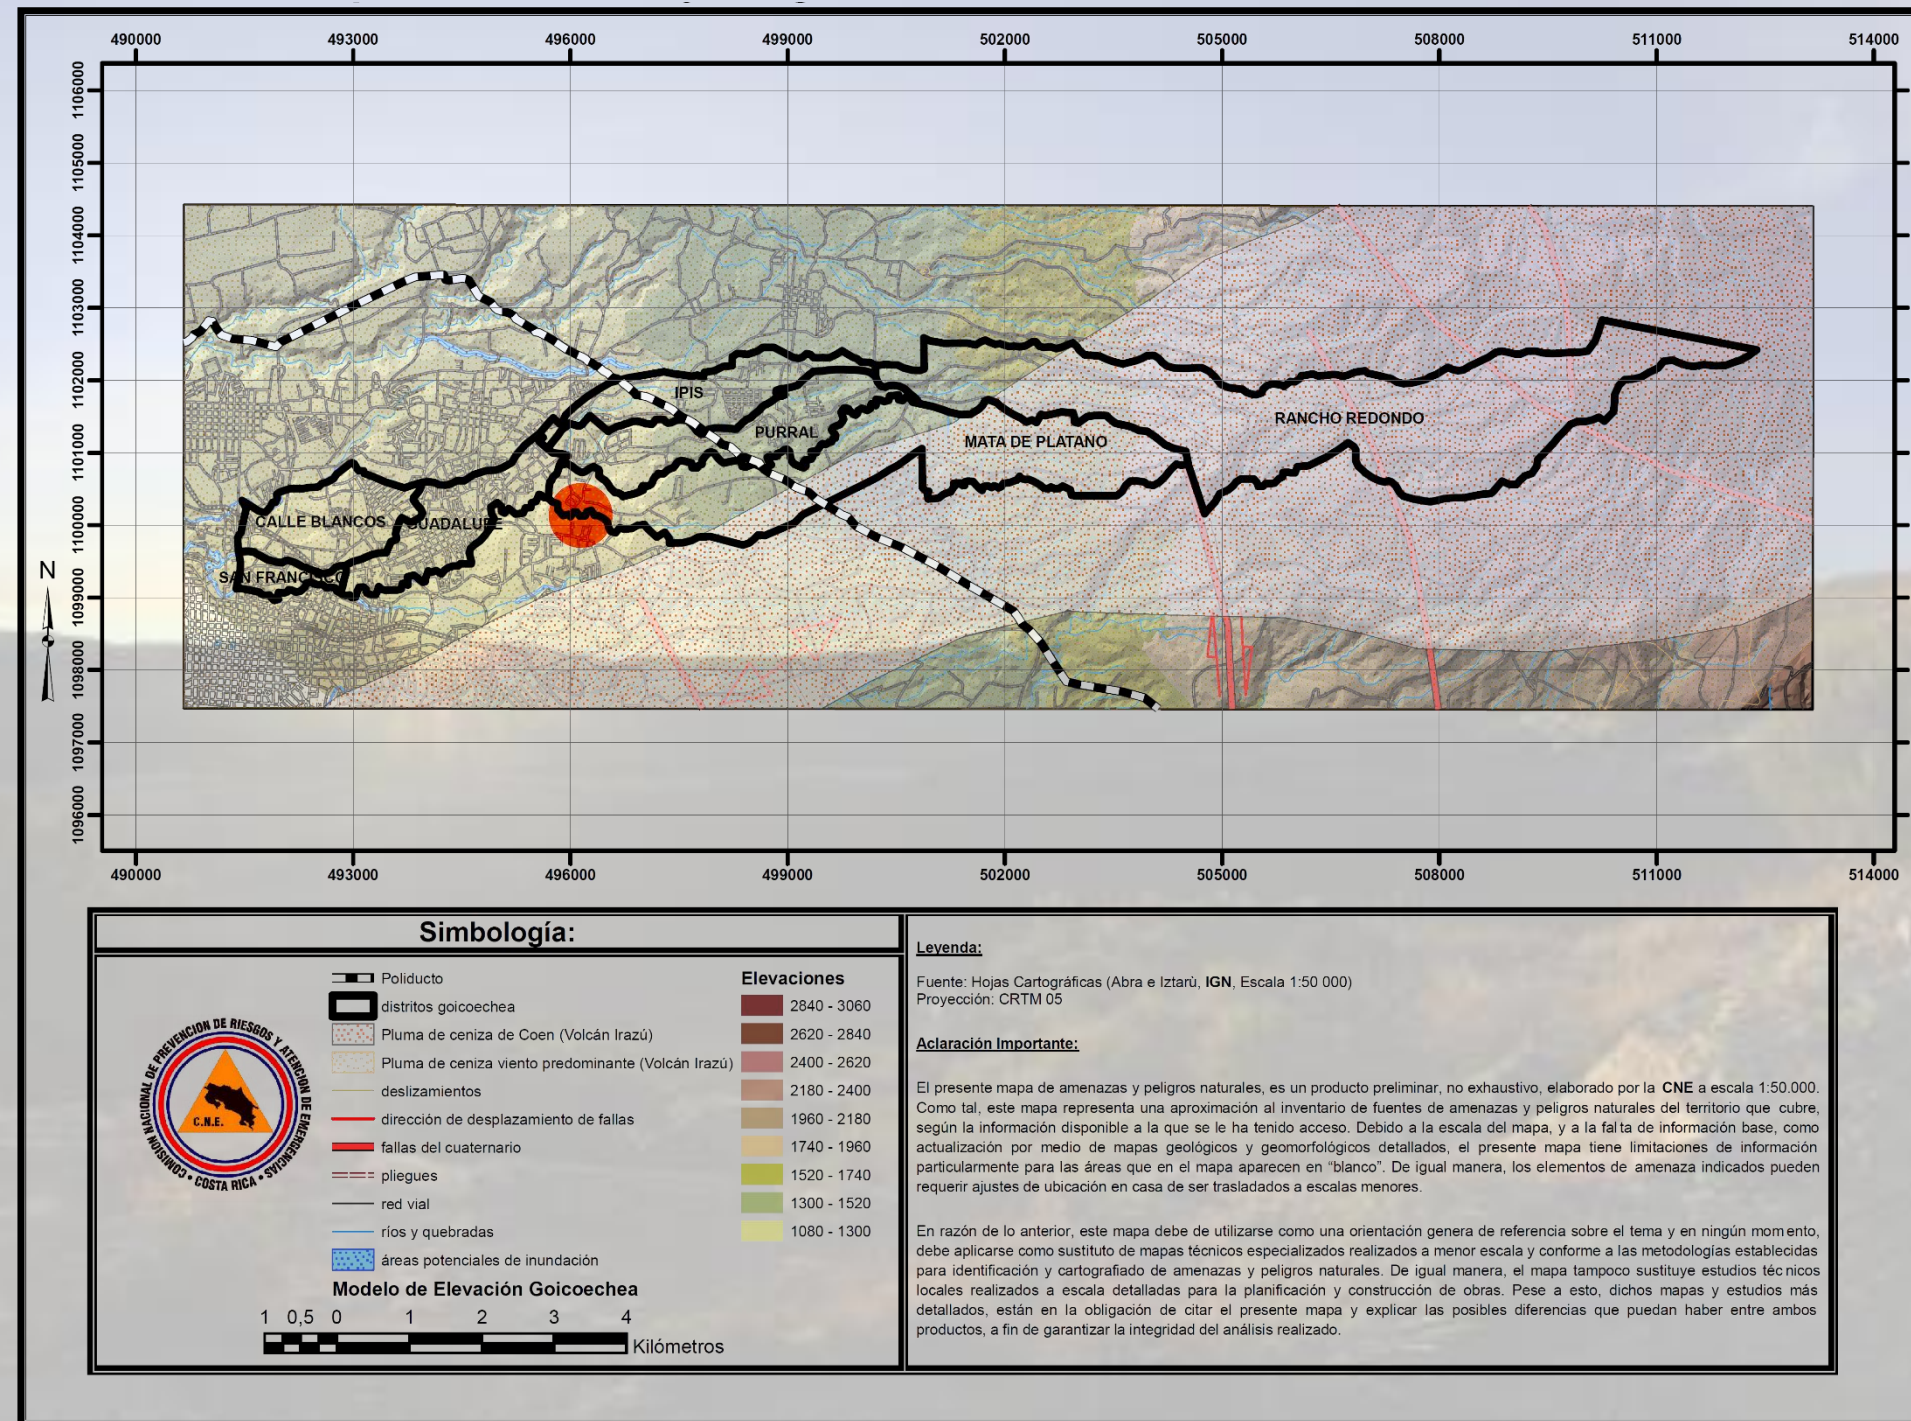 490000 493000 496000 499000 502000 505000 508000 511000 514000
1106000
1105000
1104000
1103000
1102000
1101000
1100000
1099000
1098000
1097000
1096000
IPIS
PURRAL
RANCHO REDONDO
MATA DE PLATANO
CALLE BLANCOS
GUADALUPE
SAN FRANCISCO
N
490000 493000 496000 499000 502000 505000 508000 511000 514000
Simbología:
COMISIÓN NACIONAL DE PREVENCIÓN DE RIESGOS Y ATENCIÓN DE EMERGENCIAS
• COSTA RICA •
C.N.E.
Poliducto
distritos goicoechea
Pluma de ceniza de Coen (Volcán Irazú)
Pluma de ceniza viento predominante (Volcán Irazú)
deslizamientos
dirección de desplazamiento de fallas
fallas del cuaternario
pliegues
red vial
ríos y quebradas
áreas potenciales de inundación
Elevaciones
2840 - 3060
2620 - 2840
2400 - 2620
2180 - 2400
1960 - 2180
1740 - 1960
1520 - 1740
1300 - 1520
1080 - 1300
Modelo de Elevación Goicoechea
1 0,5 0 1 2 3 4
Kilómetros
Leyenda:
Fuente: Hojas Cartográficas (Abra e Iztarù, IGN, Escala 1:50 000)
Proyección: CRTM 05
Aclaración Importante:
El presente mapa de amenazas y peligros naturales, es un producto preliminar, no exhaustivo, elaborado por la CNE a escala 1:50.000.
Como tal, este mapa representa una aproximación al inventario de fuentes de amenazas y peligros naturales del territorio que cubre,
según la información disponible a la que se le ha tenido acceso. Debido a la escala del mapa, y a la falta de información base, como
actualización por medio de mapas geológicos y geomorfológicos detallados, el presente mapa tiene limitaciones de información
particularmente para las áreas que en el mapa aparecen en “blanco”. De igual manera, los elementos de amenaza indicados pueden
requerir ajustes de ubicación en casa de ser trasladados a escalas menores.
En razón de lo anterior, este mapa debe de utilizarse como una orientación genera de referencia sobre el tema y en ningún momento,
debe aplicarse como sustituto de mapas técnicos especializados realizados a menor escala y conforme a las metodologías establecidas
para identificación y cartografiado de amenazas y peligros naturales. De igual manera, el mapa tampoco sustituye estudios técnicos
locales realizados a escala detalladas para la planificación y construcción de obras. Pese a esto, dichos mapas y estudios más
detallados, están en la obligación de citar el presente mapa y explicar las posibles diferencias que puedan haber entre ambos
productos, a fin de garantizar la integridad del análisis realizado.